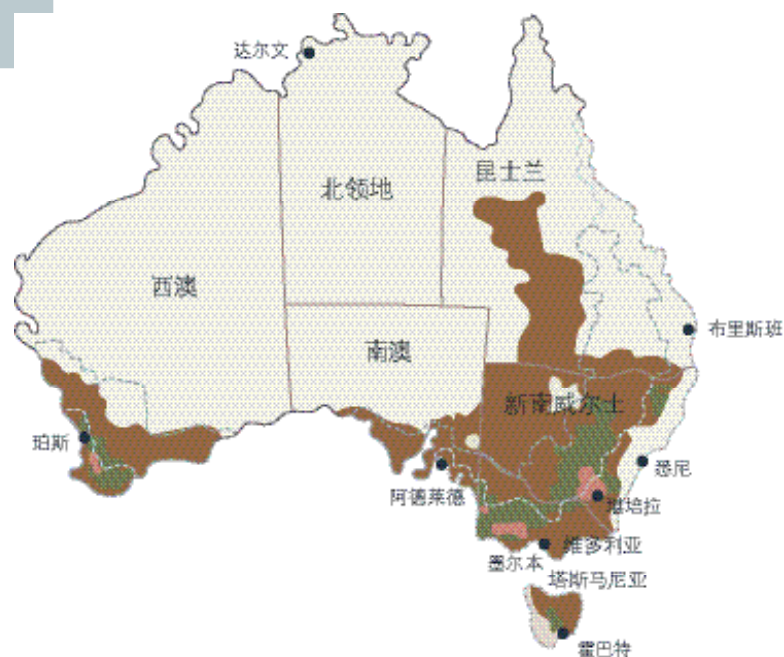 达尔文
昆士兰
北领地
西澳
布里斯班
南澳
新南威尔士
珀斯
悉尼
阿德莱德
堪培拉
维多利亚
墨尔本
塔斯马尼亚
霍巴特